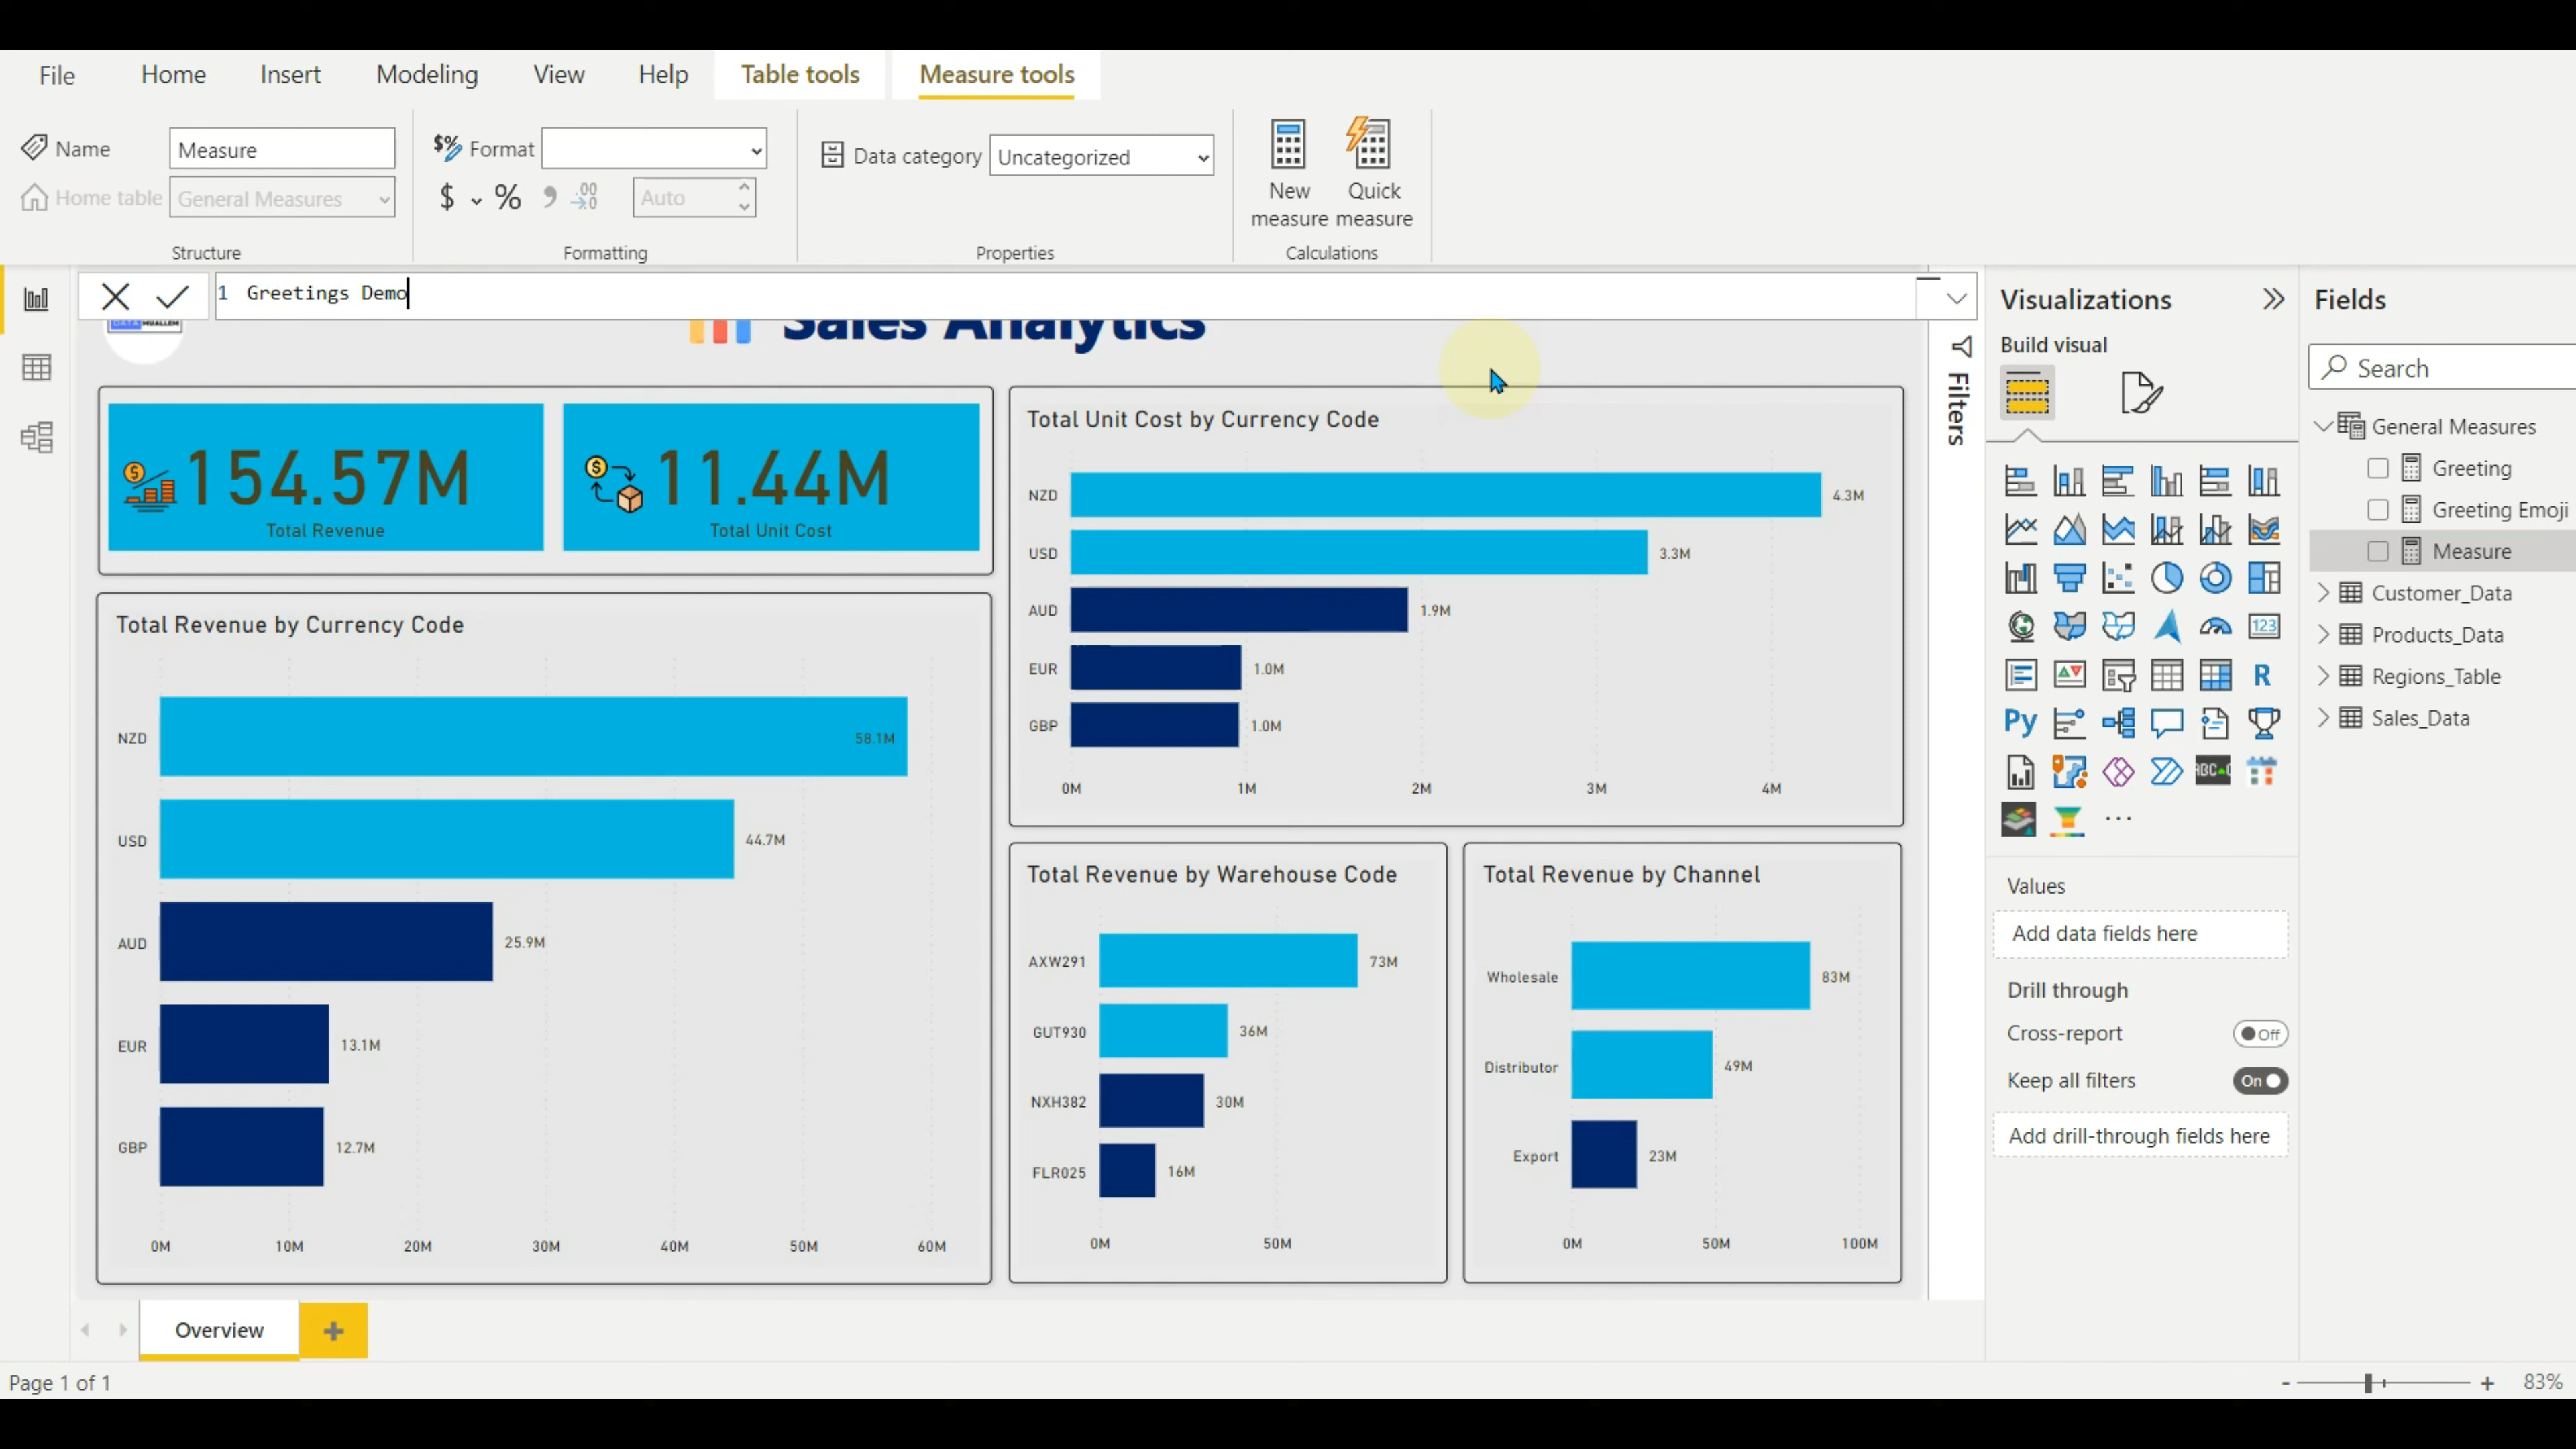 File Home Insert Modeling View Help Table tools Measure tools
Name Measure
Home table General Measures
Structure
$% Format
$ % 9 .00 →.0 Auto
Formatting
Data category Uncategorized
Properties
New measure
Quick measure
Calculations
1 Greetings Demo
DATA MUALLEM
Sales Analytics
154.57M
Total Revenue
11.44M
Total Unit Cost
Total Unit Cost by Currency Code
NZD 4.3M
USD 3.3M
AUD 1.9M
EUR 1.0M
GBP 1.0M
0M 1M 2M 3M 4M
Total Revenue by Currency Code
NZD 58.1M
USD 44.7M
AUD 25.9M
EUR 13.1M
GBP 12.7M
0M 10M 20M 30M 40M 50M 60M
Total Revenue by Warehouse Code
AXW291 73M
GUT930 36M
NXH382 30M
FLR025 16M
0M 50M
Total Revenue by Channel
Wholesale 83M
Distributor 49M
Export 23M
0M 50M 100M
Filters
Visualizations
Build visual
123
R
Py
ABC
Values
Add data fields here
Drill through
Cross-report Off
Keep all filters On
Add drill-through fields here
Fields
Search
General Measures
Greeting
Greeting Emoji
Measure
Customer_Data
Products_Data
Regions_Table
Sales_Data
Overview +
Page 1 of 1
- + 83%